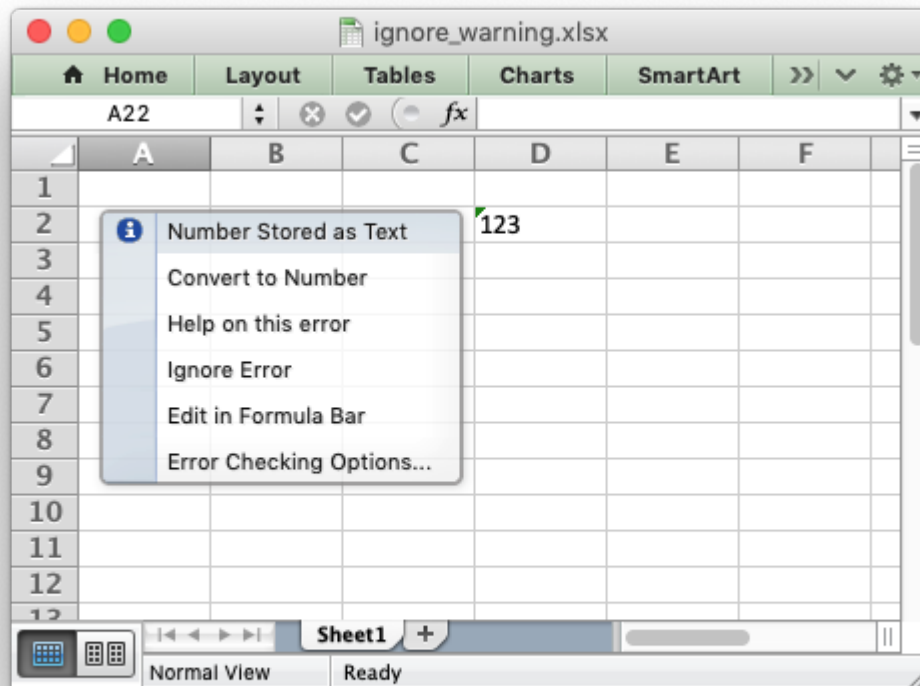 ignore_warning.xlsx
Home Layout Tables Charts SmartArt
A22 fx
A B C D E F
1
2
3
4
5
6
7
8
9
10
11
12
13
Number Stored as Text
Convert to Number
Help on this error
Ignore Error
Edit in Formula Bar
Error Checking Options...
123
Sheet1
Normal View Ready